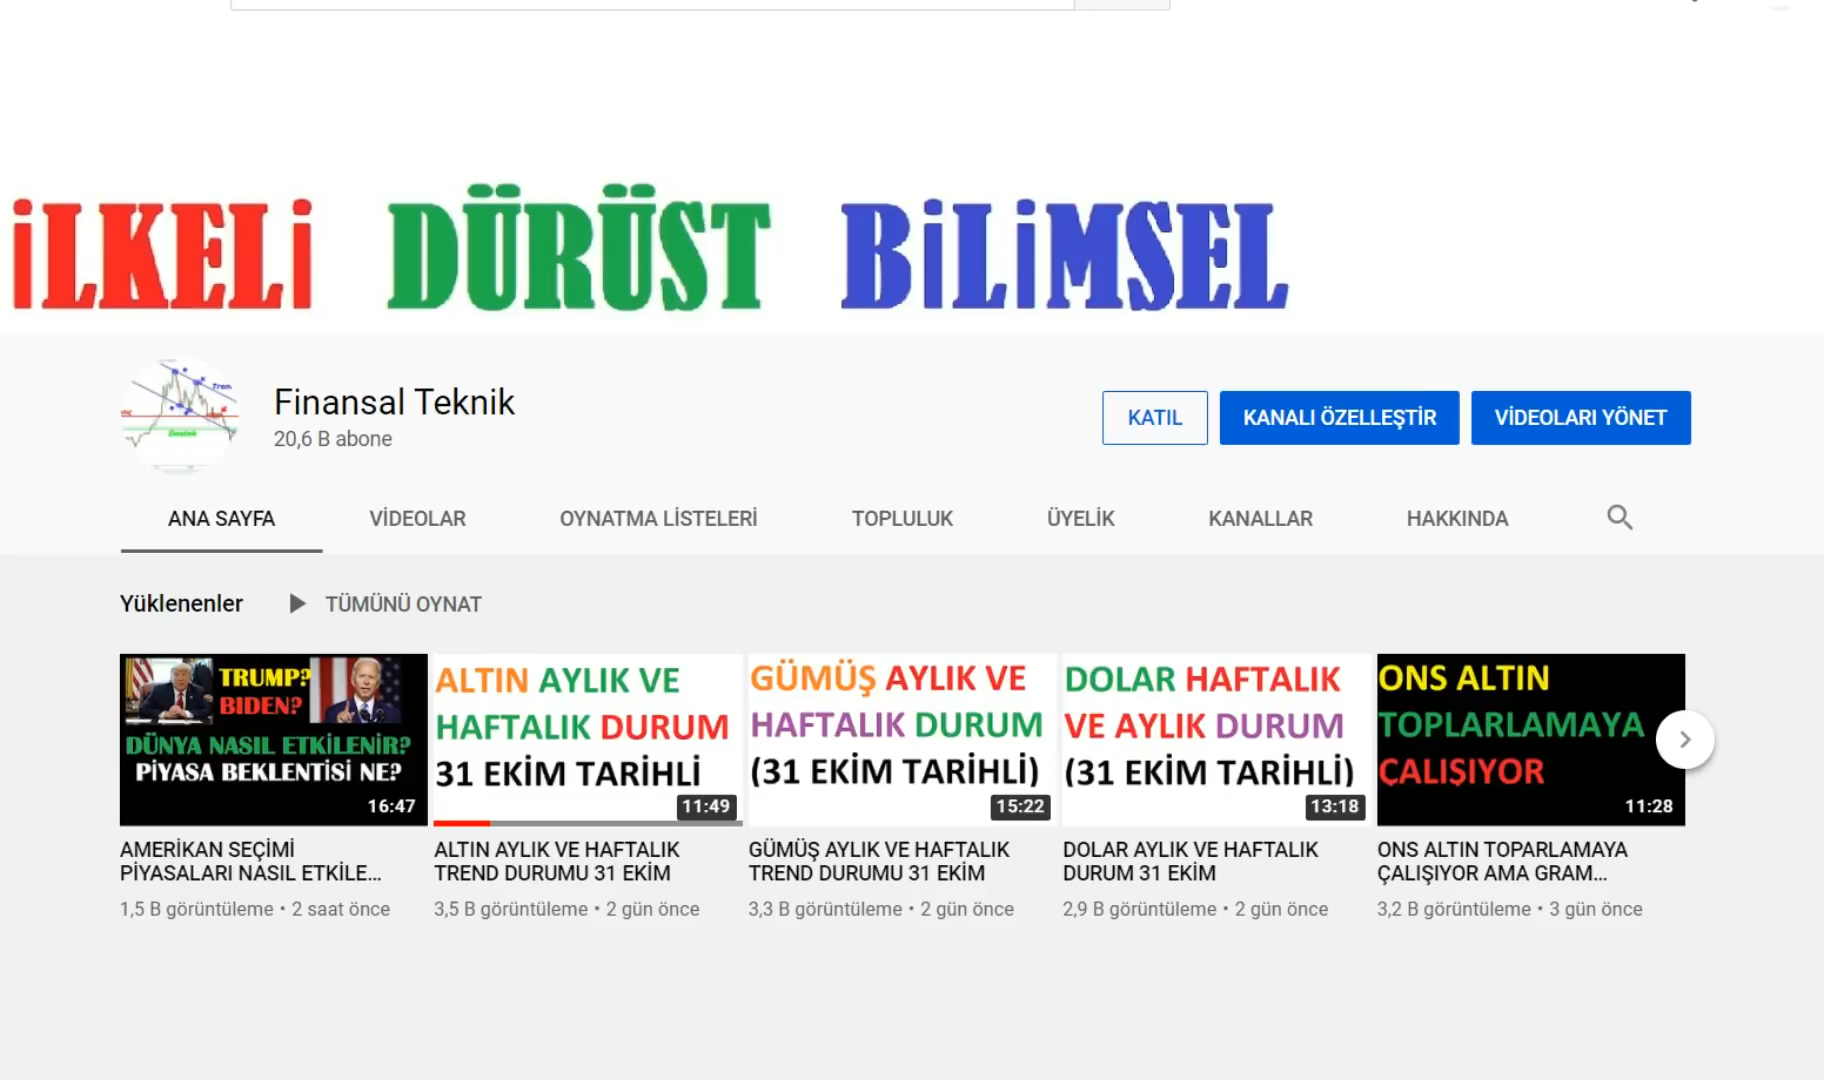 İLKELİ DÜRÜST BİLİMSEL
Finansal Teknik
20,6 B abone
KATIL
KANALI ÖZELLEŞTİR
VİDEOLARI YÖNET
ANA SAYFA
VİDEOLAR
OYNATMA LİSTELERİ
TOPLULUK
ÜYELİK
KANALLAR
HAKKINDA
Yüklenenler
TÜMÜNÜ OYNAT
TRUMP?
BIDEN?
DÜNYA NASIL ETKİLENİR?
PİYASA BEKLENTİSİ NE?
16:47
AMERİKAN SEÇİMİ
PİYASALARI NASIL ETKİLE...
1,5 B görüntüleme • 2 saat önce
ALTIN AYLIK VE
HAFTALIK DURUM
31 EKİM TARİHLİ
11:49
ALTIN AYLIK VE HAFTALIK
TREND DURUMU 31 EKİM
3,5 B görüntüleme • 2 gün önce
GÜMÜŞ AYLIK VE
HAFTALIK DURUM
(31 EKİM TARİHLİ)
15:22
GÜMÜŞ AYLIK VE HAFTALIK
TREND DURUMU 31 EKİM
3,3 B görüntüleme • 2 gün önce
DOLAR HAFTALIK
VE AYLIK DURUM
(31 EKİM TARİHLİ)
13:18
DOLAR AYLIK VE HAFTALIK
DURUM 31 EKİM
2,9 B görüntüleme • 2 gün önce
ONS ALTIN
TOPLARLAMAYA
ÇALIŞIYOR
11:28
ONS ALTIN TOPARLAMAYA
ÇALIŞIYOR AMA GRAM...
3,2 B görüntüleme • 3 gün önce